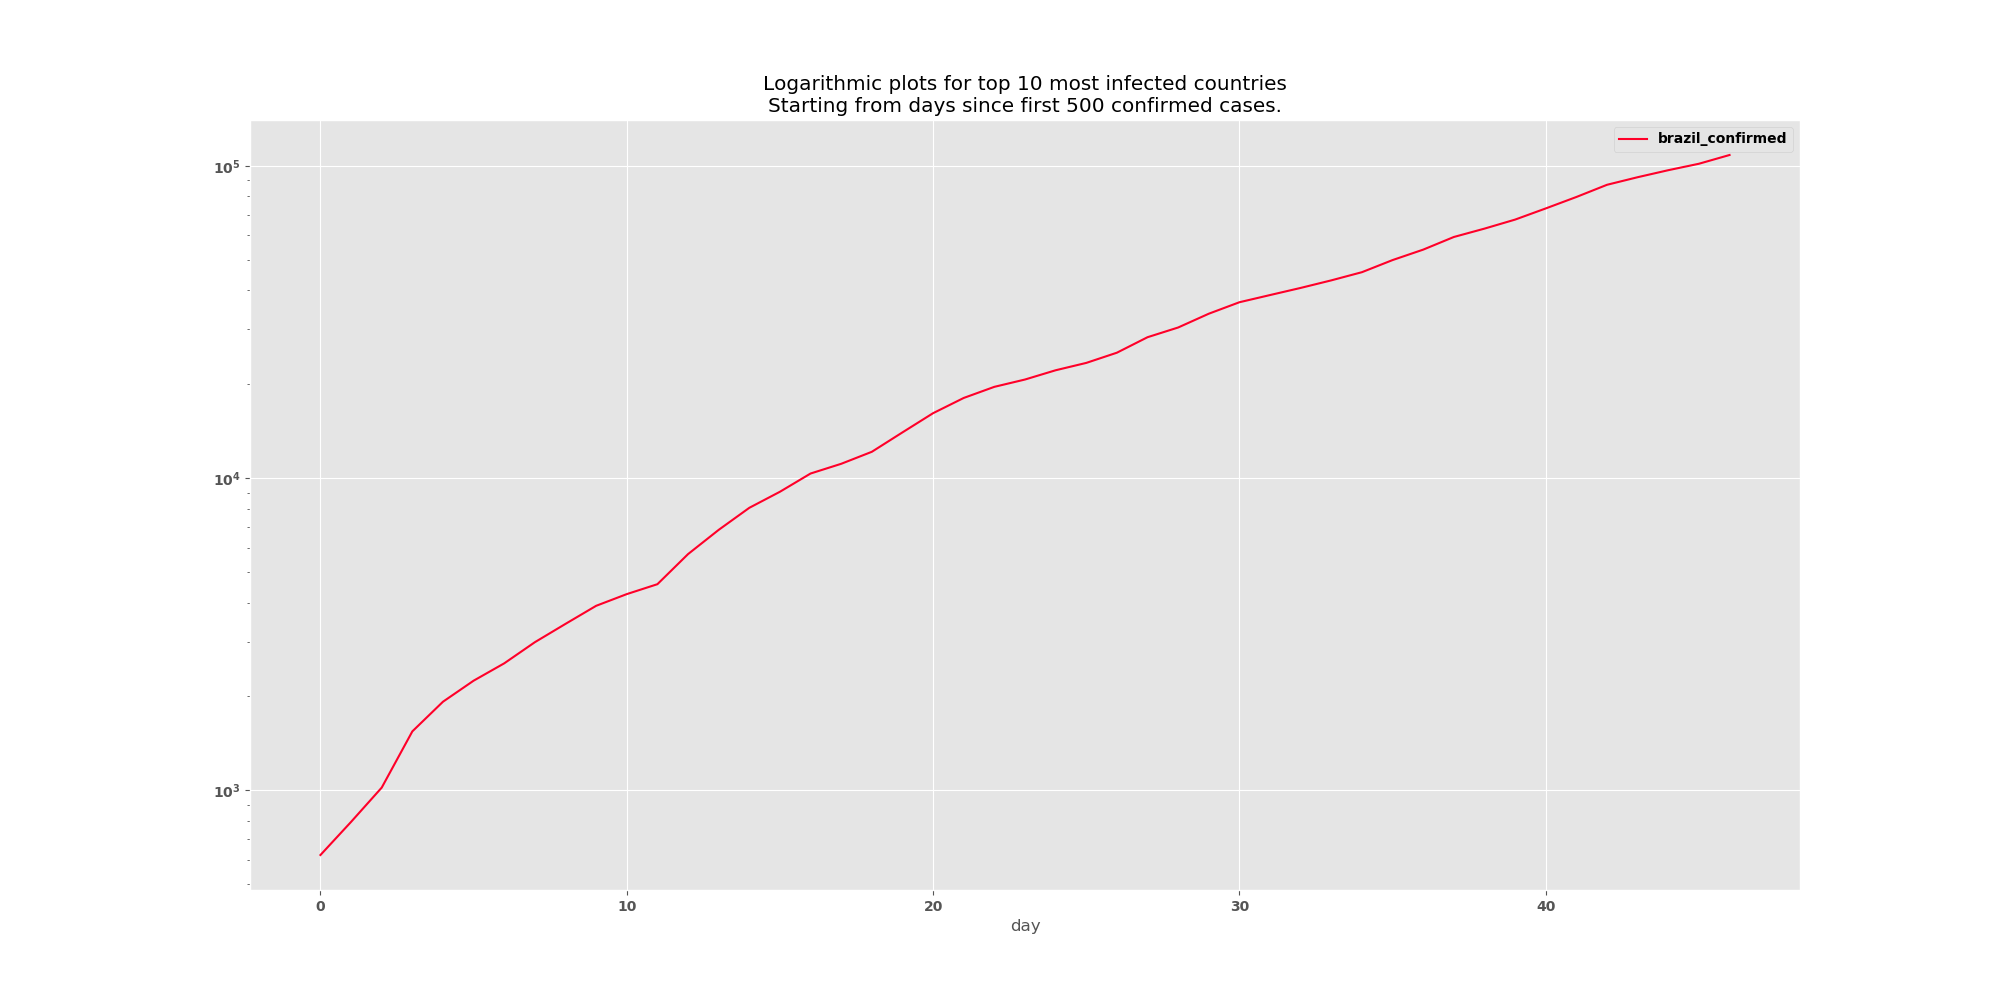 Logarithmic plots for top 10 most infected countries
Starting from days since first 500 confirmed cases.
brazil_confirmed
10⁵
10⁴
10³
0 10 20 30 40
day